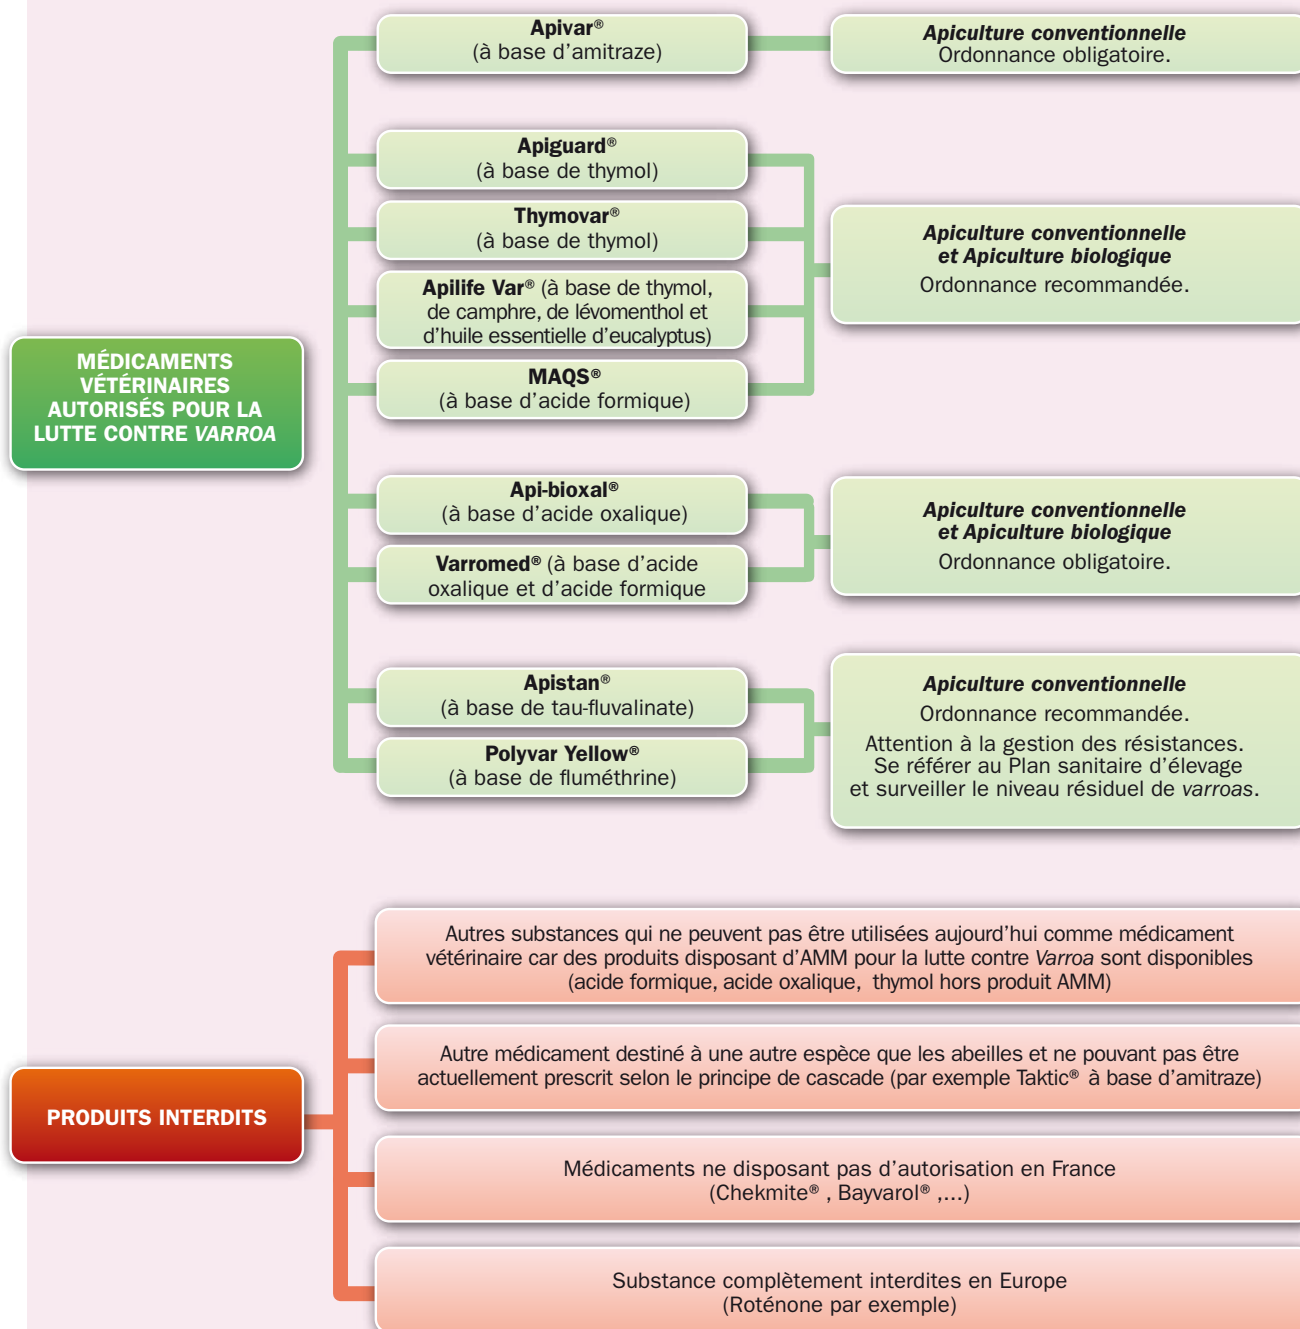 Apivar®
(à base d'amitraze)
Apiculture conventionnelle
Ordonnance obligatoire.
Apiguard®
(à base de thymol)
Thymovar®
(à base de thymol)
Apilife Var® (à base de thymol,
de camphre, de lévomenthol et
d'huile essentielle d'eucalyptus)
MAQS®
(à base d'acide formique)
Apiculture conventionnelle
et Apiculture biologique
Ordonnance recommandée.
MÉDICAMENTS
VÉTÉRINAIRES
AUTORISÉS POUR LA
LUTTE CONTRE VARROA
Api-bioxal®
(à base d'acide oxalique)
Varromed® (à base d'acide
oxalique et d'acide formique
Apiculture conventionnelle
et Apiculture biologique
Ordonnance obligatoire.
Apistan®
(à base de tau-fluvalinate)
Polyvar Yellow®
(à base de fluméthrine)
Apiculture conventionnelle
Ordonnance recommandée.
Attention à la gestion des résistances.
Se référer au Plan sanitaire d'élevage
et surveiller le niveau résiduel de varroas.
PRODUITS INTERDITS
Autres substances qui ne peuvent pas être utilisées aujourd'hui comme médicament
vétérinaire car des produits disposant d'AMM pour la lutte contre Varroa sont disponibles
(acide formique, acide oxalique, thymol hors produit AMM)
Autre médicament destiné à une autre espèce que les abeilles et ne pouvant pas être
actuellement prescrit selon le principe de cascade (par exemple Taktic® à base d'amitraze)
Médicaments ne disposant pas d'autorisation en France
(Chekmite® , Bayvarol® ,...)
Substance complètement interdites en Europe
(Roténone par exemple)